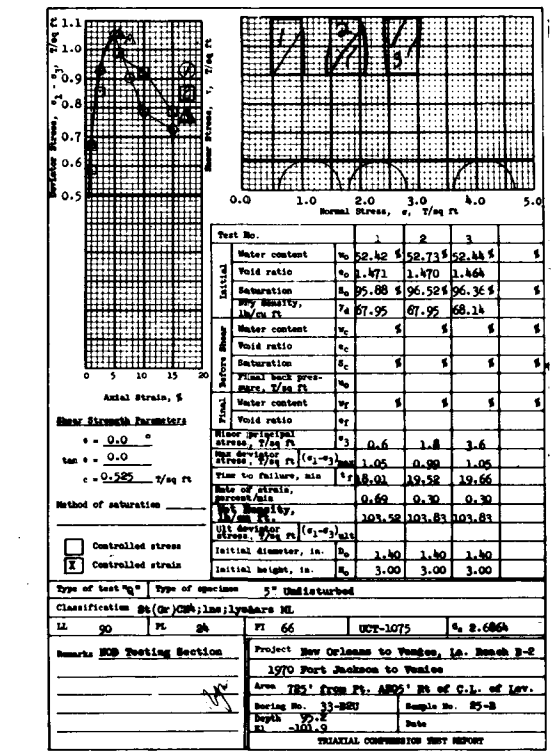 Deviator Stress, σ1 - σ3, T/sq ft
1.1
1.0
0.9
0.8
0.7
0.6
0.5
0 5 10 15 20
Axial Strain, %
Shear Stress, τ, T/sq ft
1 2 3
0.0 1.0 2.0 3.0 4.0 5.0
Normal Stress, σ, T/sq ft
Shear Strength Parameters
φ = 0.0 °
tan φ = 0.0
c = 0.525 T/sq ft
Method of saturation
Controlled stress
X Controlled strain
Test No. 1 2 3
Initial
Water content w0 52.42 % 52.73 % 52.44 % %
Void ratio e0 1.471 1.470 1.464
Saturation S0 95.88 % 96.52 % 96.36 % %
Dry density, lb/cu ft γd 67.95 67.95 68.14
Before Shear
Water content wc % % % %
Void ratio ec
Saturation Sc % % % %
Final back pressure, T/sq ft u0
Final
Water content wf % % % %
Void ratio ef
Minor principal stress, T/sq ft σ3 0.6 1.8 3.6
Max deviator stress, T/sq ft (σ1-σ3)max 1.05 0.99 1.05
Time to failure, min tf 18.01 19.52 19.66
Rate of strain, percent/min 0.69 0.30 0.30
Wet Density, lb/cu ft. 103.52 103.83 103.83
Ult deviator stress, T/sq ft (σ1-σ3)ult
Initial diameter, in. D0 1.40 1.40 1.40
Initial height, in. H0 3.00 3.00 3.00
Type of test "Q" Type of specimen 5" Undisturbed
Classification St(Gr)CH4;lns;lyshars ML
LL 90 PL 24 PI 66 UCT-1075 Gs 2.6864
Remarks NOD Testing Section
Project New Orleans to Venice, La. Reach B-2
1970 Fort Jackson to Venice
Area 725' from Pt. A205' Rt of C.L. of Lev.
Boring No. 33-B2U Sample No. 25-B
Depth 95.2
El -101.9
Date
TRIAXIAL COMPRESSION TEST REPORT